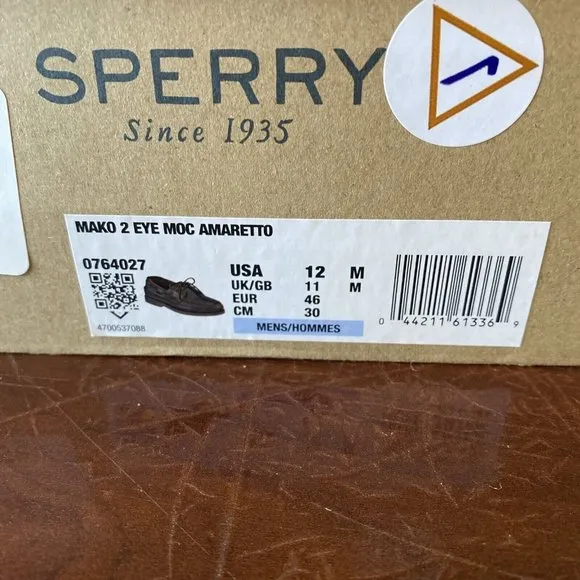 SPERRY
Since 1935
MAKO 2 EYE MOC AMARETTO
0764027
4700537088
USA 12 M
UK/GB 11 M
EUR 46
CM 30
MENS/HOMMES
0 44211 61336 9